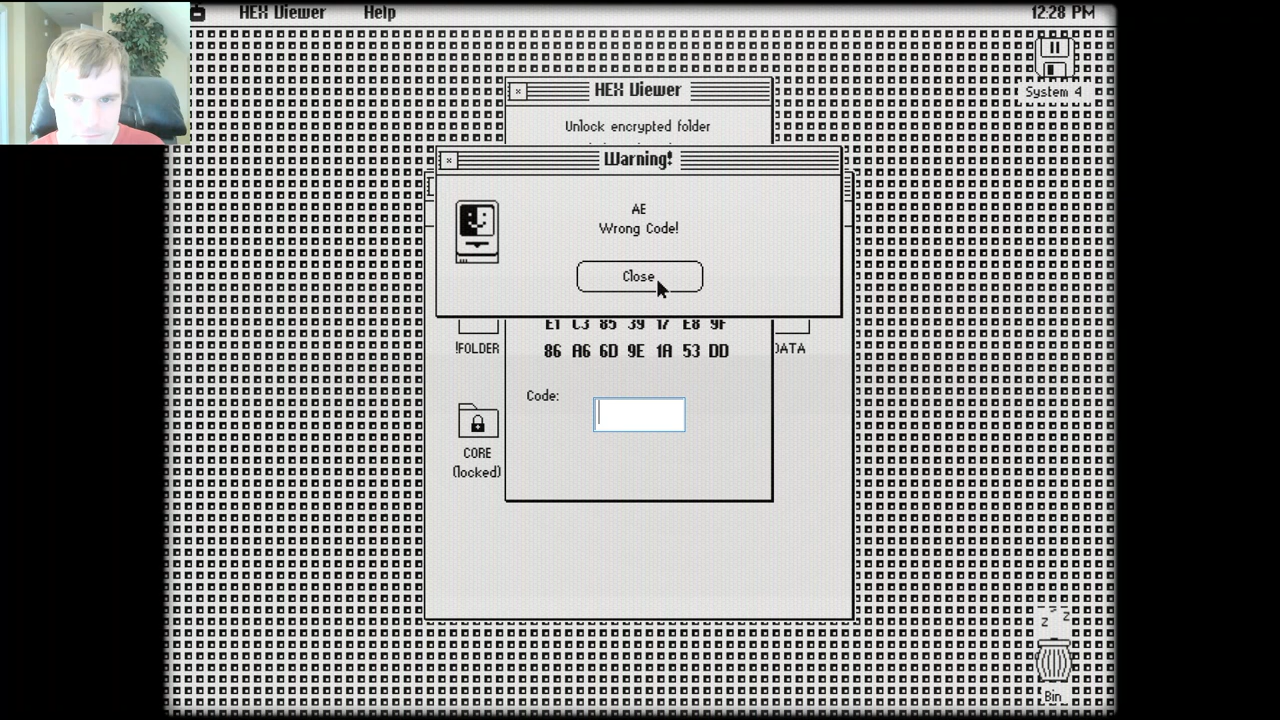 HEX Viewer Help 12:28 PM
System 4
HEX Viewer
Unlock encrypted folder
Warning!
AE
Wrong Code!
Close
E1 C3 85 39 17 E8 9F
86 A6 6D 9E 1A 53 DD
!FOLDER
DATA
Code:
CORE
(locked)
z z
Bin